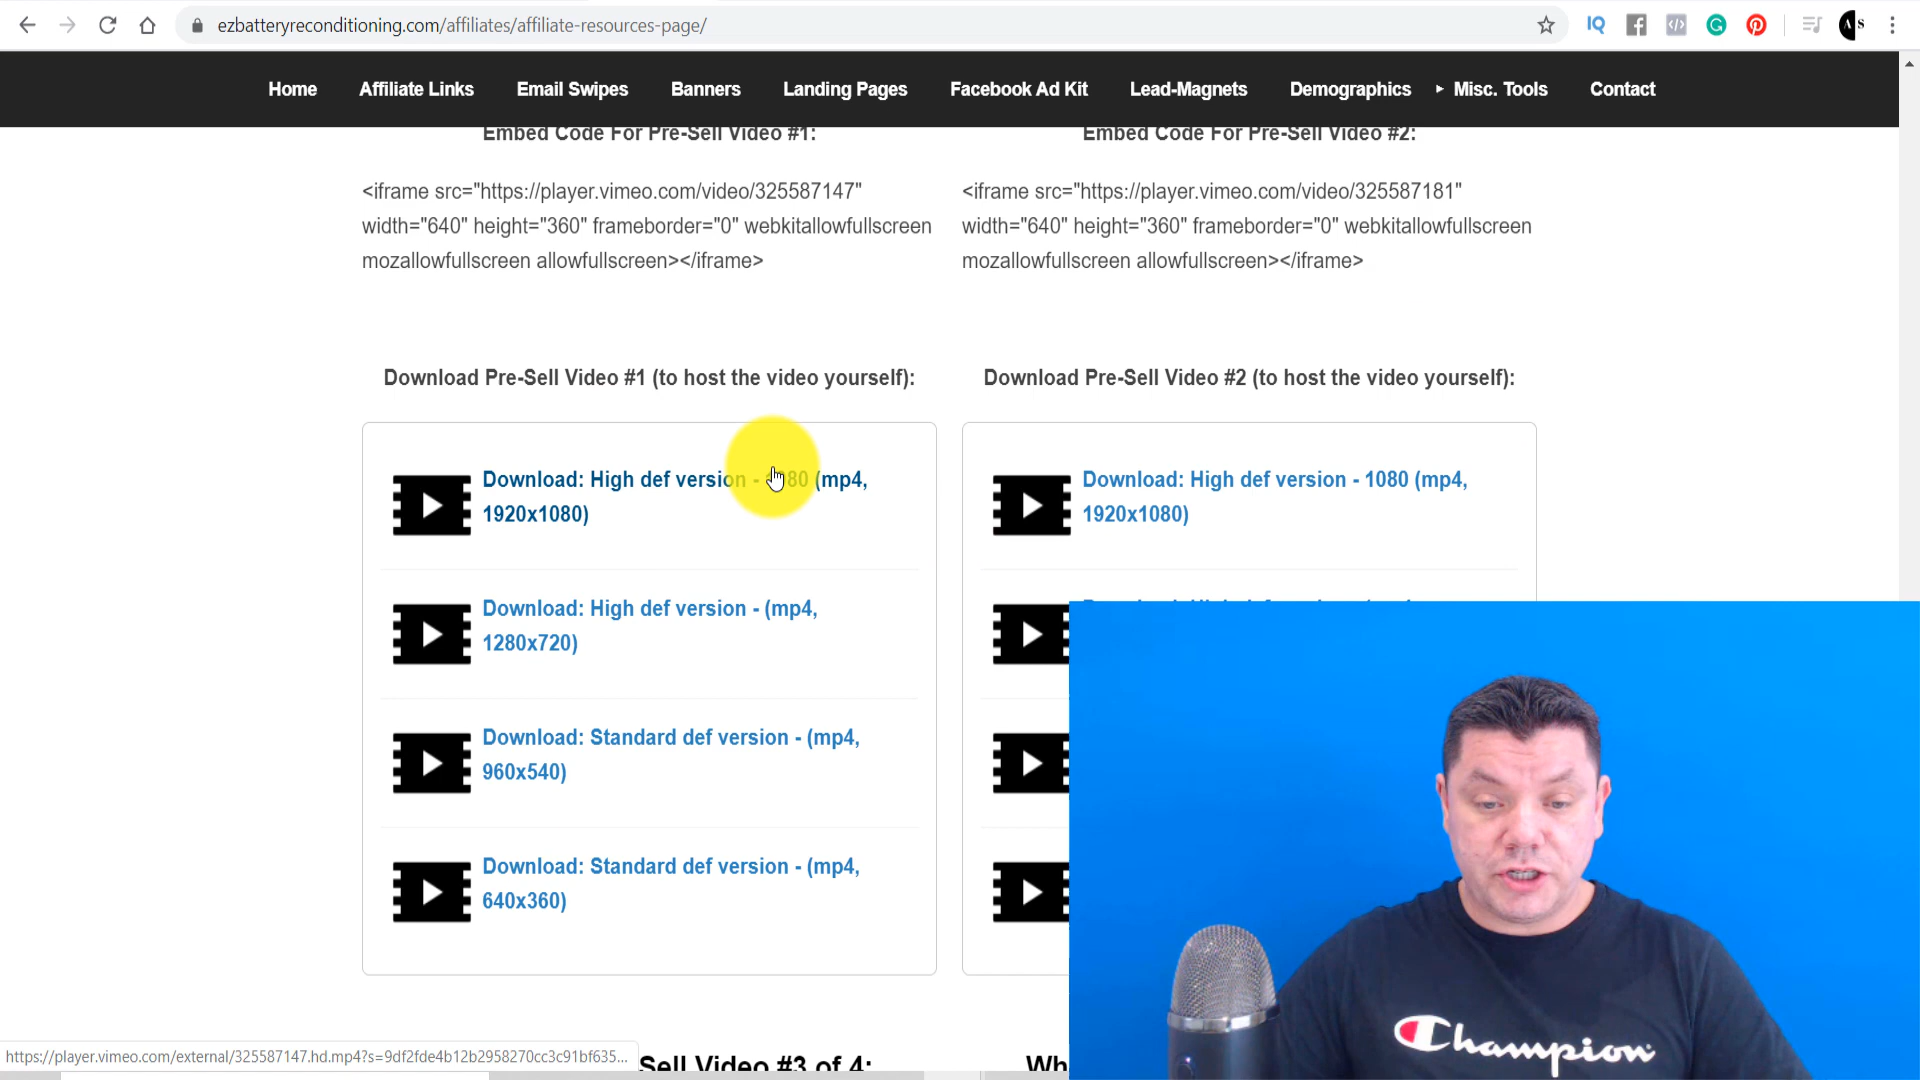 ezbatteryreconditioning.com/affiliates/affiliate-resources-page/
Home Affiliate Links Email Swipes Banners Landing Pages Facebook Ad Kit Lead-Magnets Demographics Misc. Tools Contact
Embed Code For Pre-Sell Video #1:
<iframe src="https://player.vimeo.com/video/325587147"
width="640" height="360" frameborder="0" webkitallowfullscreen
mozallowfullscreen allowfullscreen></iframe>
Embed Code For Pre-Sell Video #2:
<iframe src="https://player.vimeo.com/video/325587181"
width="640" height="360" frameborder="0" webkitallowfullscreen
mozallowfullscreen allowfullscreen></iframe>
Download Pre-Sell Video #1 (to host the video yourself):
Download: High def version - 1080 (mp4,
1920x1080)
Download: High def version - (mp4,
1280x720)
Download: Standard def version - (mp4,
960x540)
Download: Standard def version - (mp4,
640x360)
Download Pre-Sell Video #2 (to host the video yourself):
Download: High def version - 1080 (mp4,
1920x1080)
Sell Video #3 of 4:
Wh
https://player.vimeo.com/external/325587147.hd.mp4?s=9df2fde4b12b2958270cc3c91bf635...
Champion